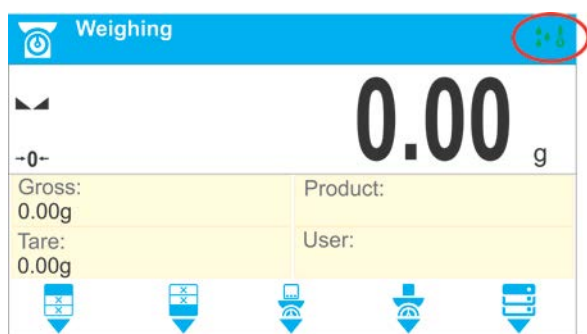 Weighing
0.00 g
→0←
Gross:
0.00g
Product:
Tare:
0.00g
User: